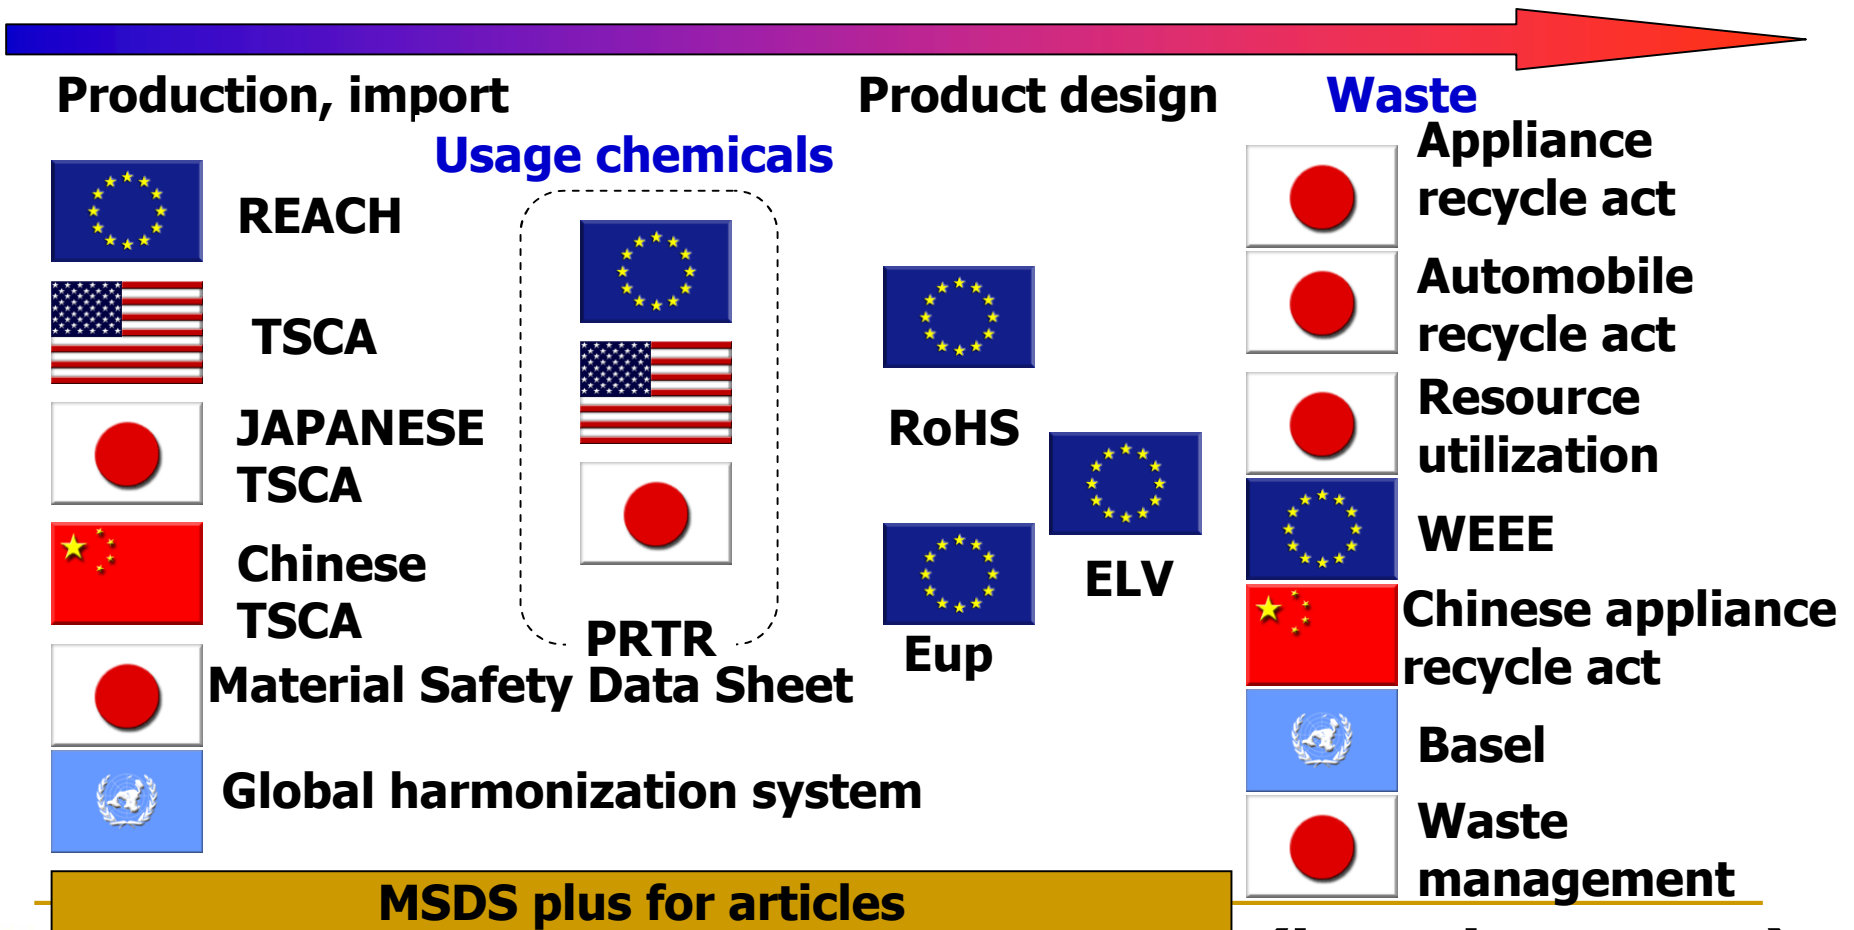 Production, import
Usage chemicals
Product design
Waste
REACH
TSCA
JAPANESE
TSCA
Chinese
TSCA
Material Safety Data Sheet
Global harmonization system
PRTR
RoHS
ELV
Eup
Appliance
recycle act
Automobile
recycle act
Resource
utilization
WEEE
Chinese appliance
recycle act
Basel
Waste
management
MSDS plus for articles